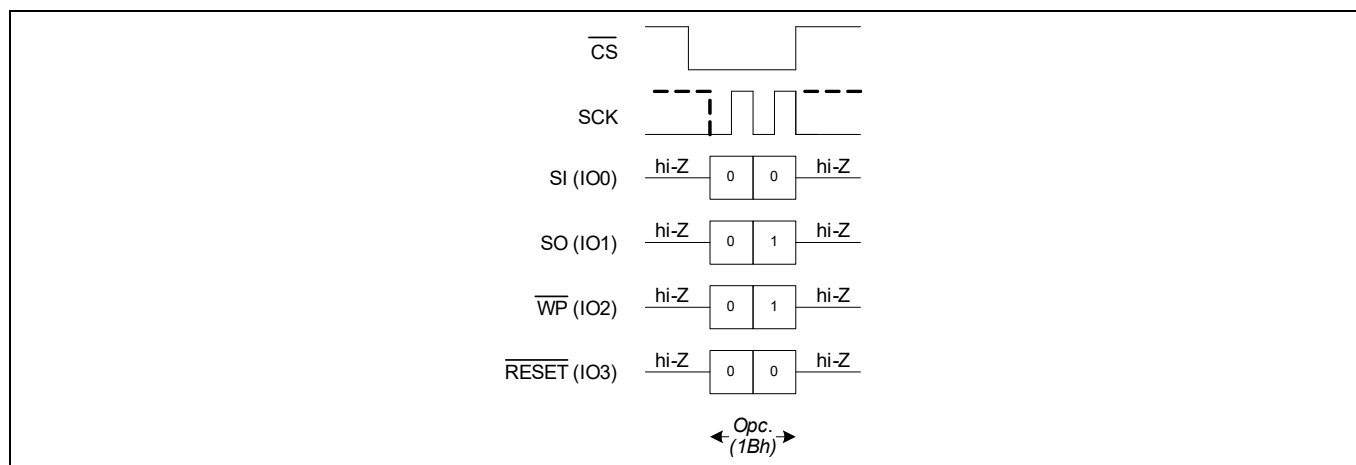 CS
SCK
hi-Z 0 0 hi-Z
SI (IO0)
hi-Z 0 1 hi-Z
SO (IO1)
hi-Z 0 1 hi-Z
WP (IO2)
hi-Z 0 0 hi-Z
RESET (IO3)
Opc.
(1Bh)